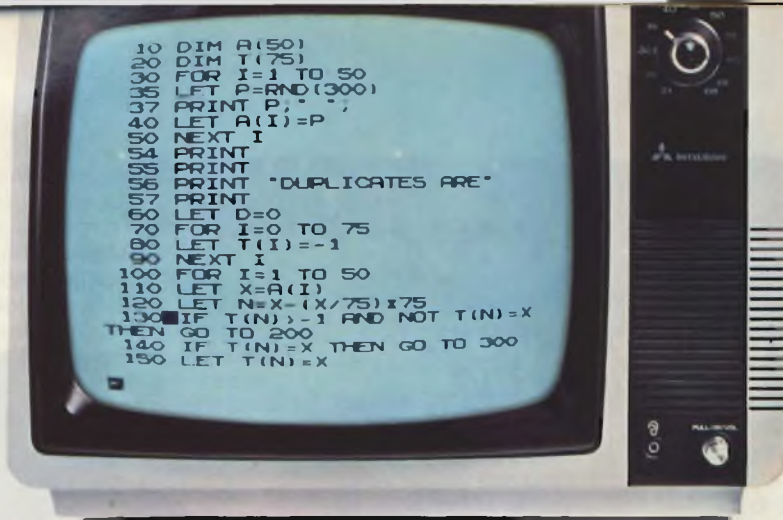 10 DIM A(50)
20 DIM T(75)
30 FOR I=1 TO 50
35 LET P=RND(300)
37 PRINT P;" ";
40 LET A(I)=P
50 NEXT I
54 PRINT
55 PRINT
56 PRINT "DUPLICATES ARE"
57 PRINT
60 LET D=0
70 FOR I=0 TO 75
80 LET T(I)=-1
90 NEXT I
100 FOR I=1 TO 50
110 LET X=A(I)
120 LET N=X-(X/75)*75
130 IF T(N)>-1 AND NOT T(N)=X
THEN GO TO 200
140 IF T(N)=X THEN GO TO 300
150 LET T(N)=X
MITSUBISHI